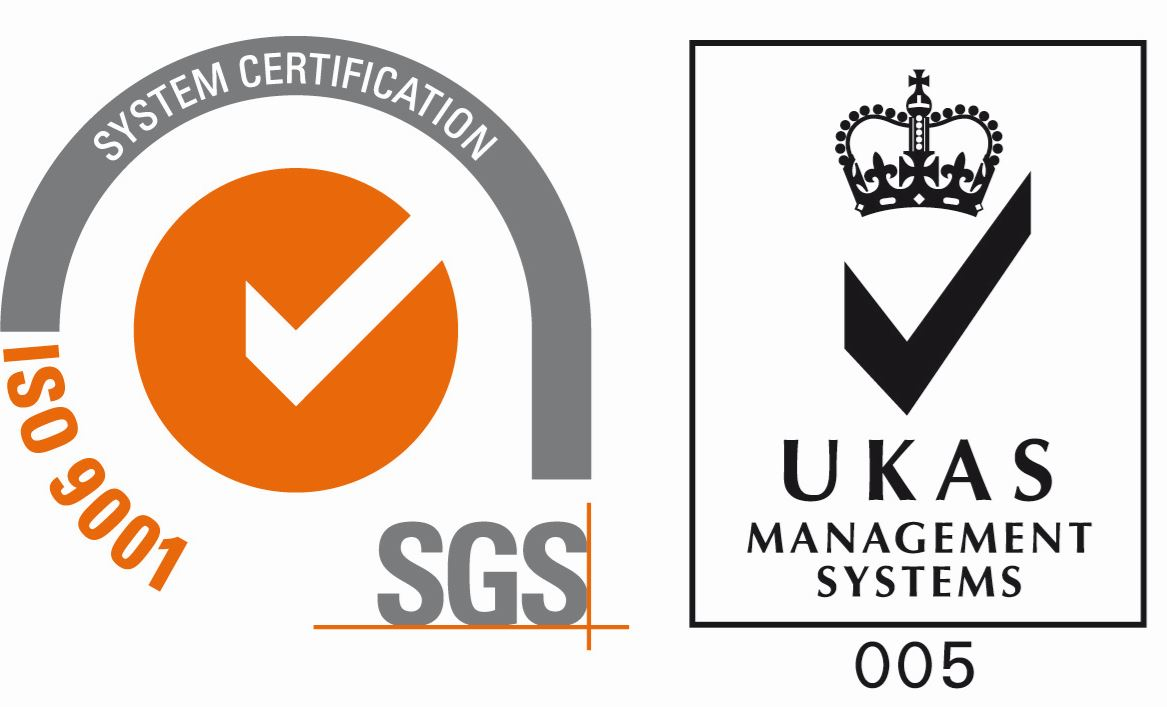 SYSTEM CERTIFICATION
ISO 9001
SGS
UKAS
MANAGEMENT
SYSTEMS
005